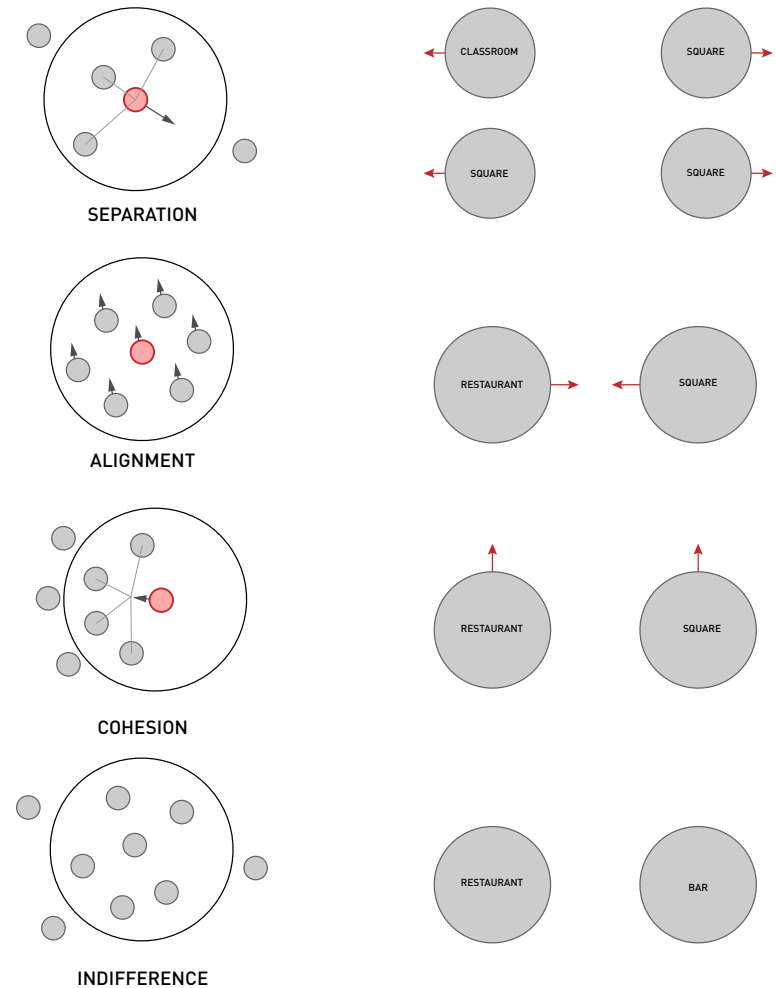 CLASSROOM
SQUARE
SQUARE
SQUARE
SEPARATION
RESTAURANT
SQUARE
ALIGNMENT
RESTAURANT
SQUARE
COHESION
RESTAURANT
BAR
INDIFFERENCE